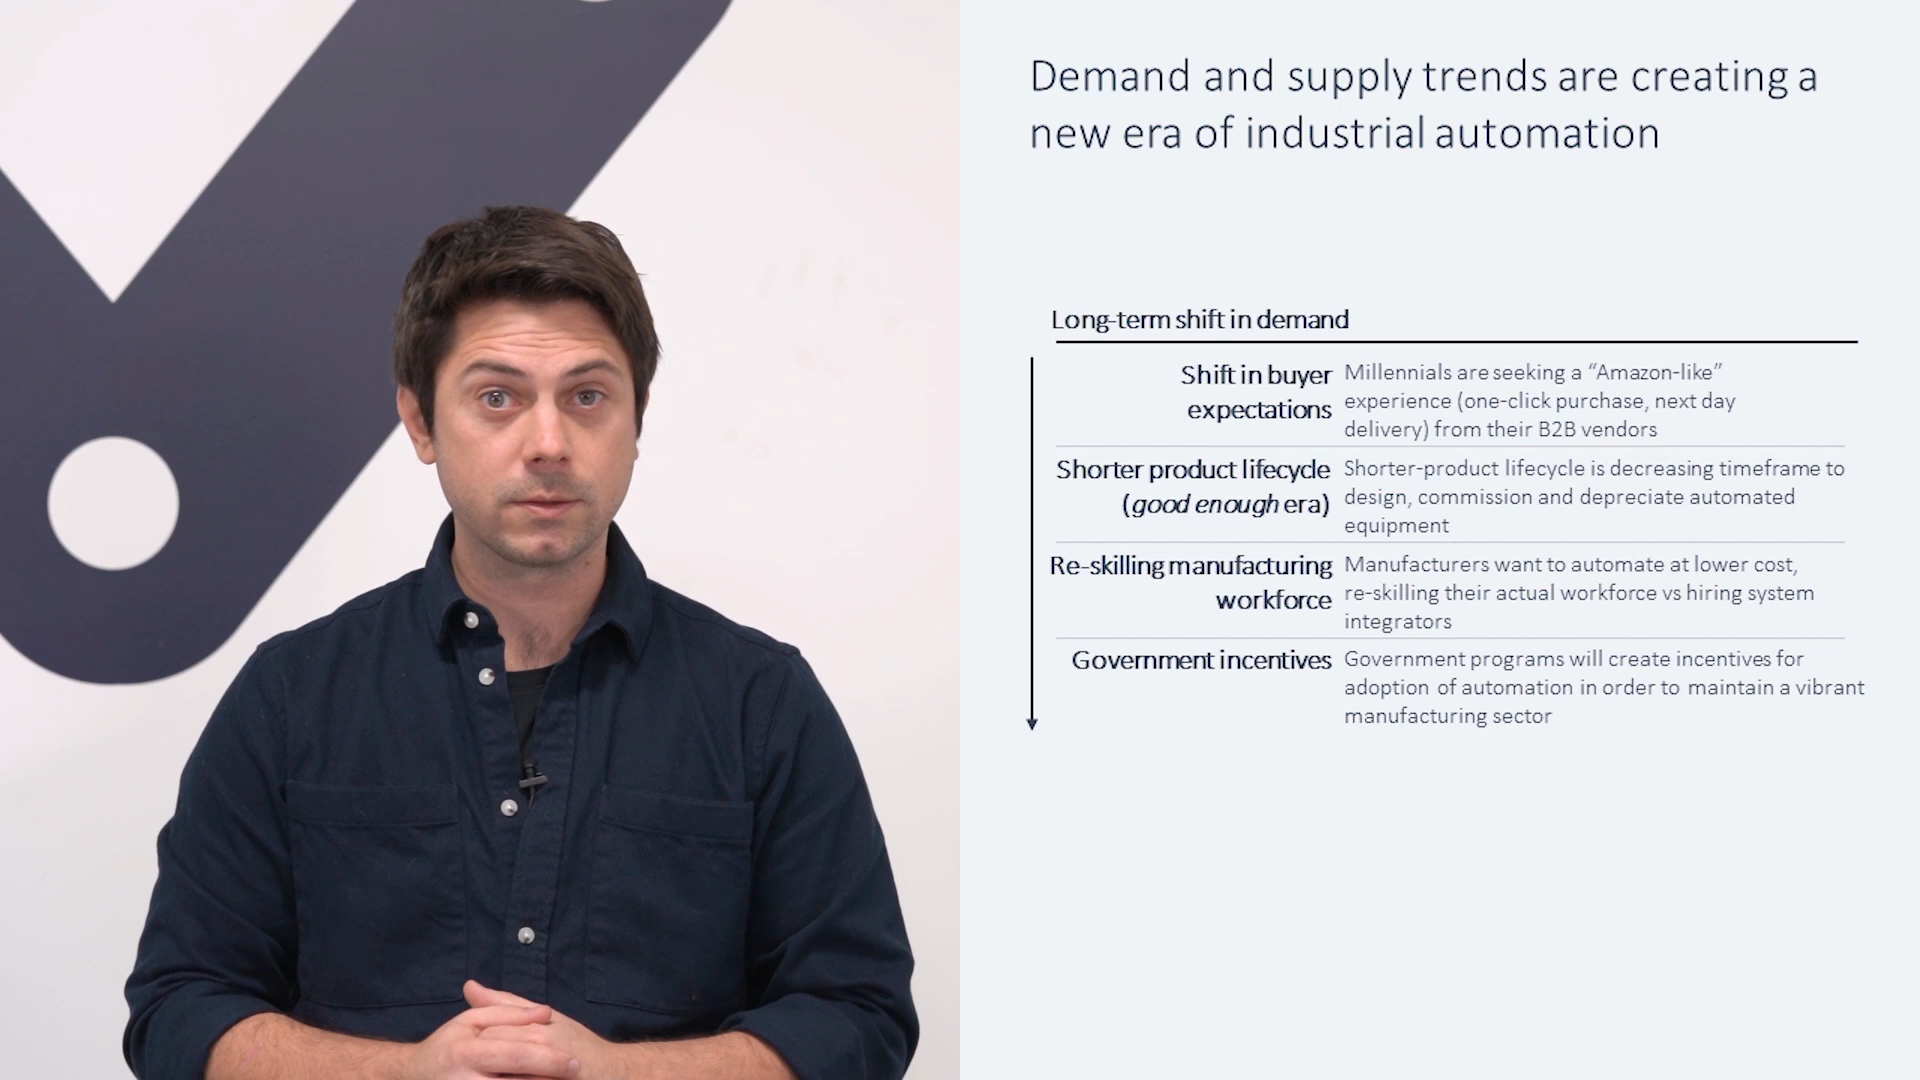 Demand and supply trends are creating a
new era of industrial automation
Long-term shift in demand
Shift in buyer
expectations
Millennials are seeking a “Amazon-like”
experience (one-click purchase, next day
delivery) from their B2B vendors
Shorter product lifecycle
(good enough era)
Shorter-product lifecycle is decreasing timeframe to
design, commission and depreciate automated
equipment
Re-skilling manufacturing
workforce
Manufacturers want to automate at lower cost,
re-skilling their actual workforce vs hiring system
integrators
Government incentives
Government programs will create incentives for
adoption of automation in order to maintain a vibrant
manufacturing sector